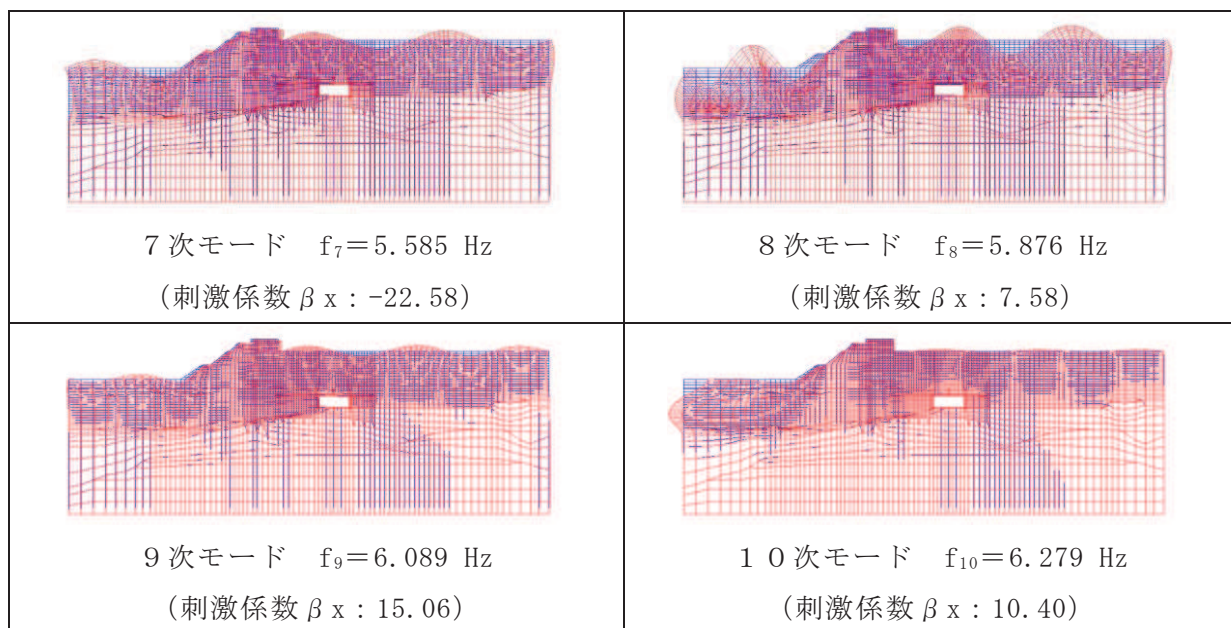 ７次モード　f₇＝5.585 Hz
（刺激係数βx：-22.58）
８次モード　f₈＝5.876 Hz
（刺激係数βx：7.58）
９次モード　f₉＝6.089 Hz
（刺激係数βx：15.06）
１０次モード　f₁₀＝6.279 Hz
（刺激係数βx：10.40）